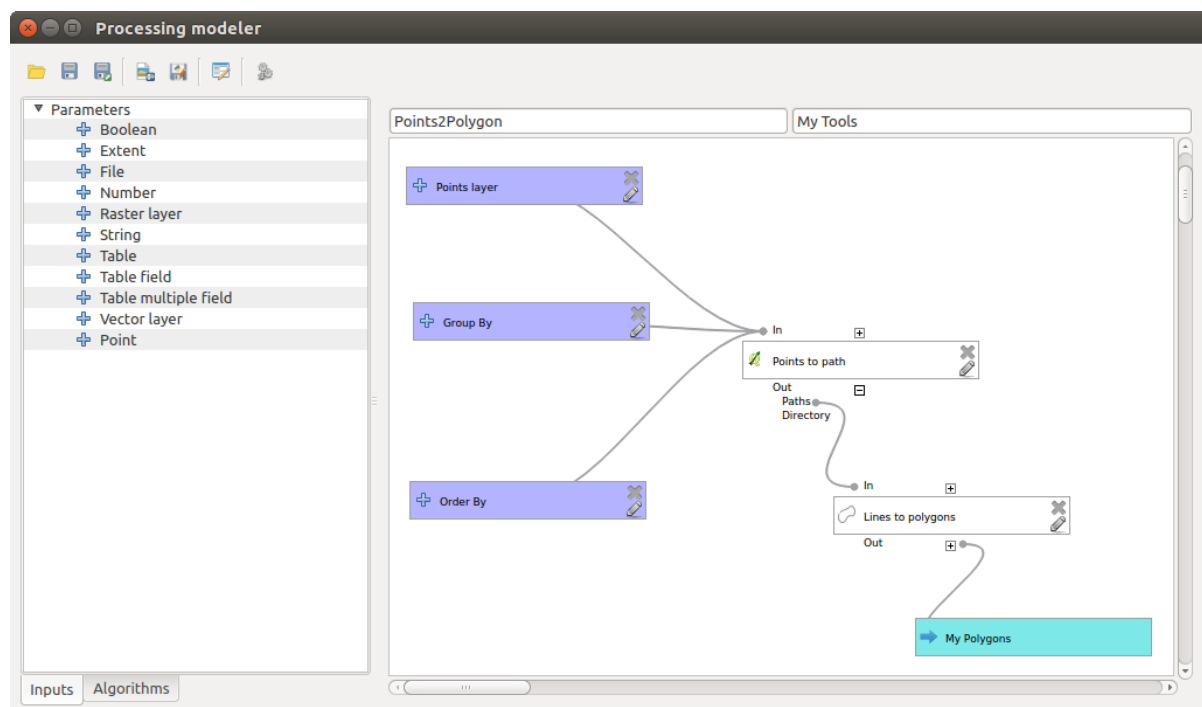 Processing modeler
Parameters
Boolean
Extent
File
Number
Raster layer
String
Table
Table field
Table multiple field
Vector layer
Point
Inputs
Algorithms
Points2Polygon
My Tools
Points layer
Group By
In
Points to path
Out
Paths
Directory
Order By
In
Lines to polygons
Out
My Polygons